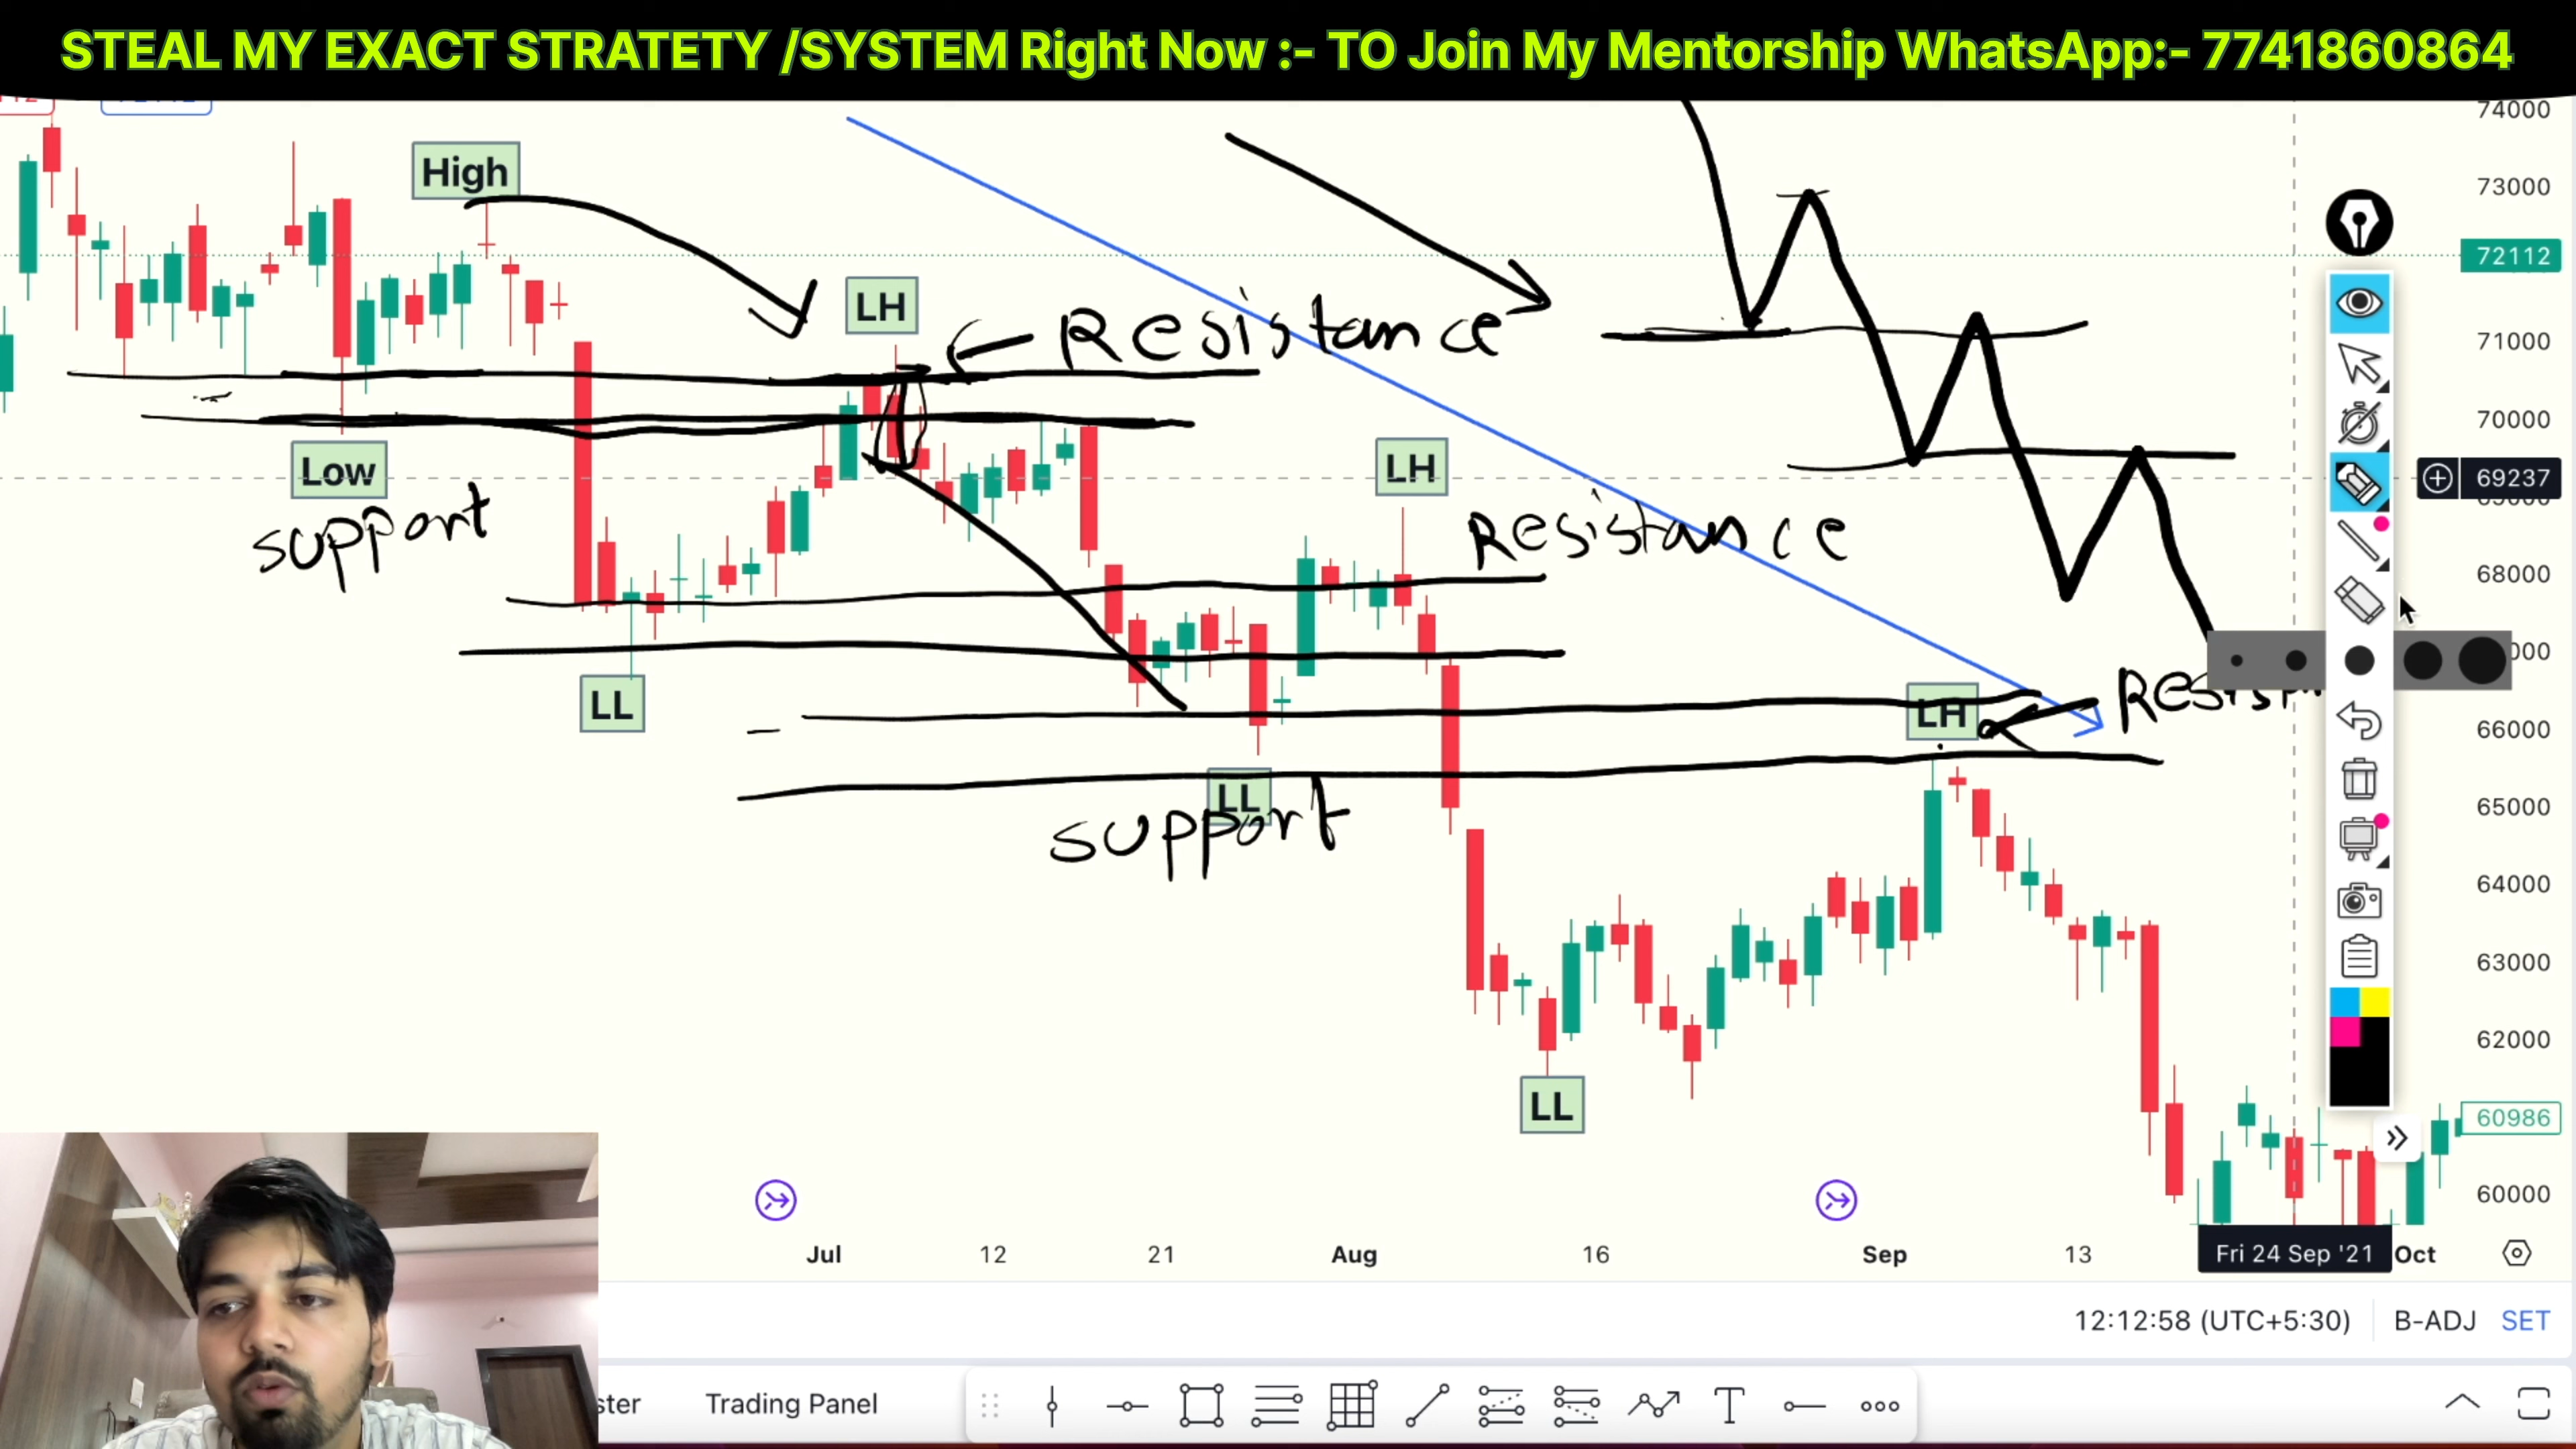 STEAL MY EXACT STRATETY /SYSTEM Right Now :- TO Join My Mentorship WhatsApp:- 7741860864
74000
High
73000
72112
LH
Resistance
71000
70000
Low
LH
69237
support
Resistance
68000
LL
LH
66000
LL
65000
support
64000
63000
62000
LL
60986
60000
Jul 12 21 Aug 16 Sep 13 Fri 24 Sep '21 Oct
12:12:58 (UTC+5:30) B-ADJ SET
Trading Panel